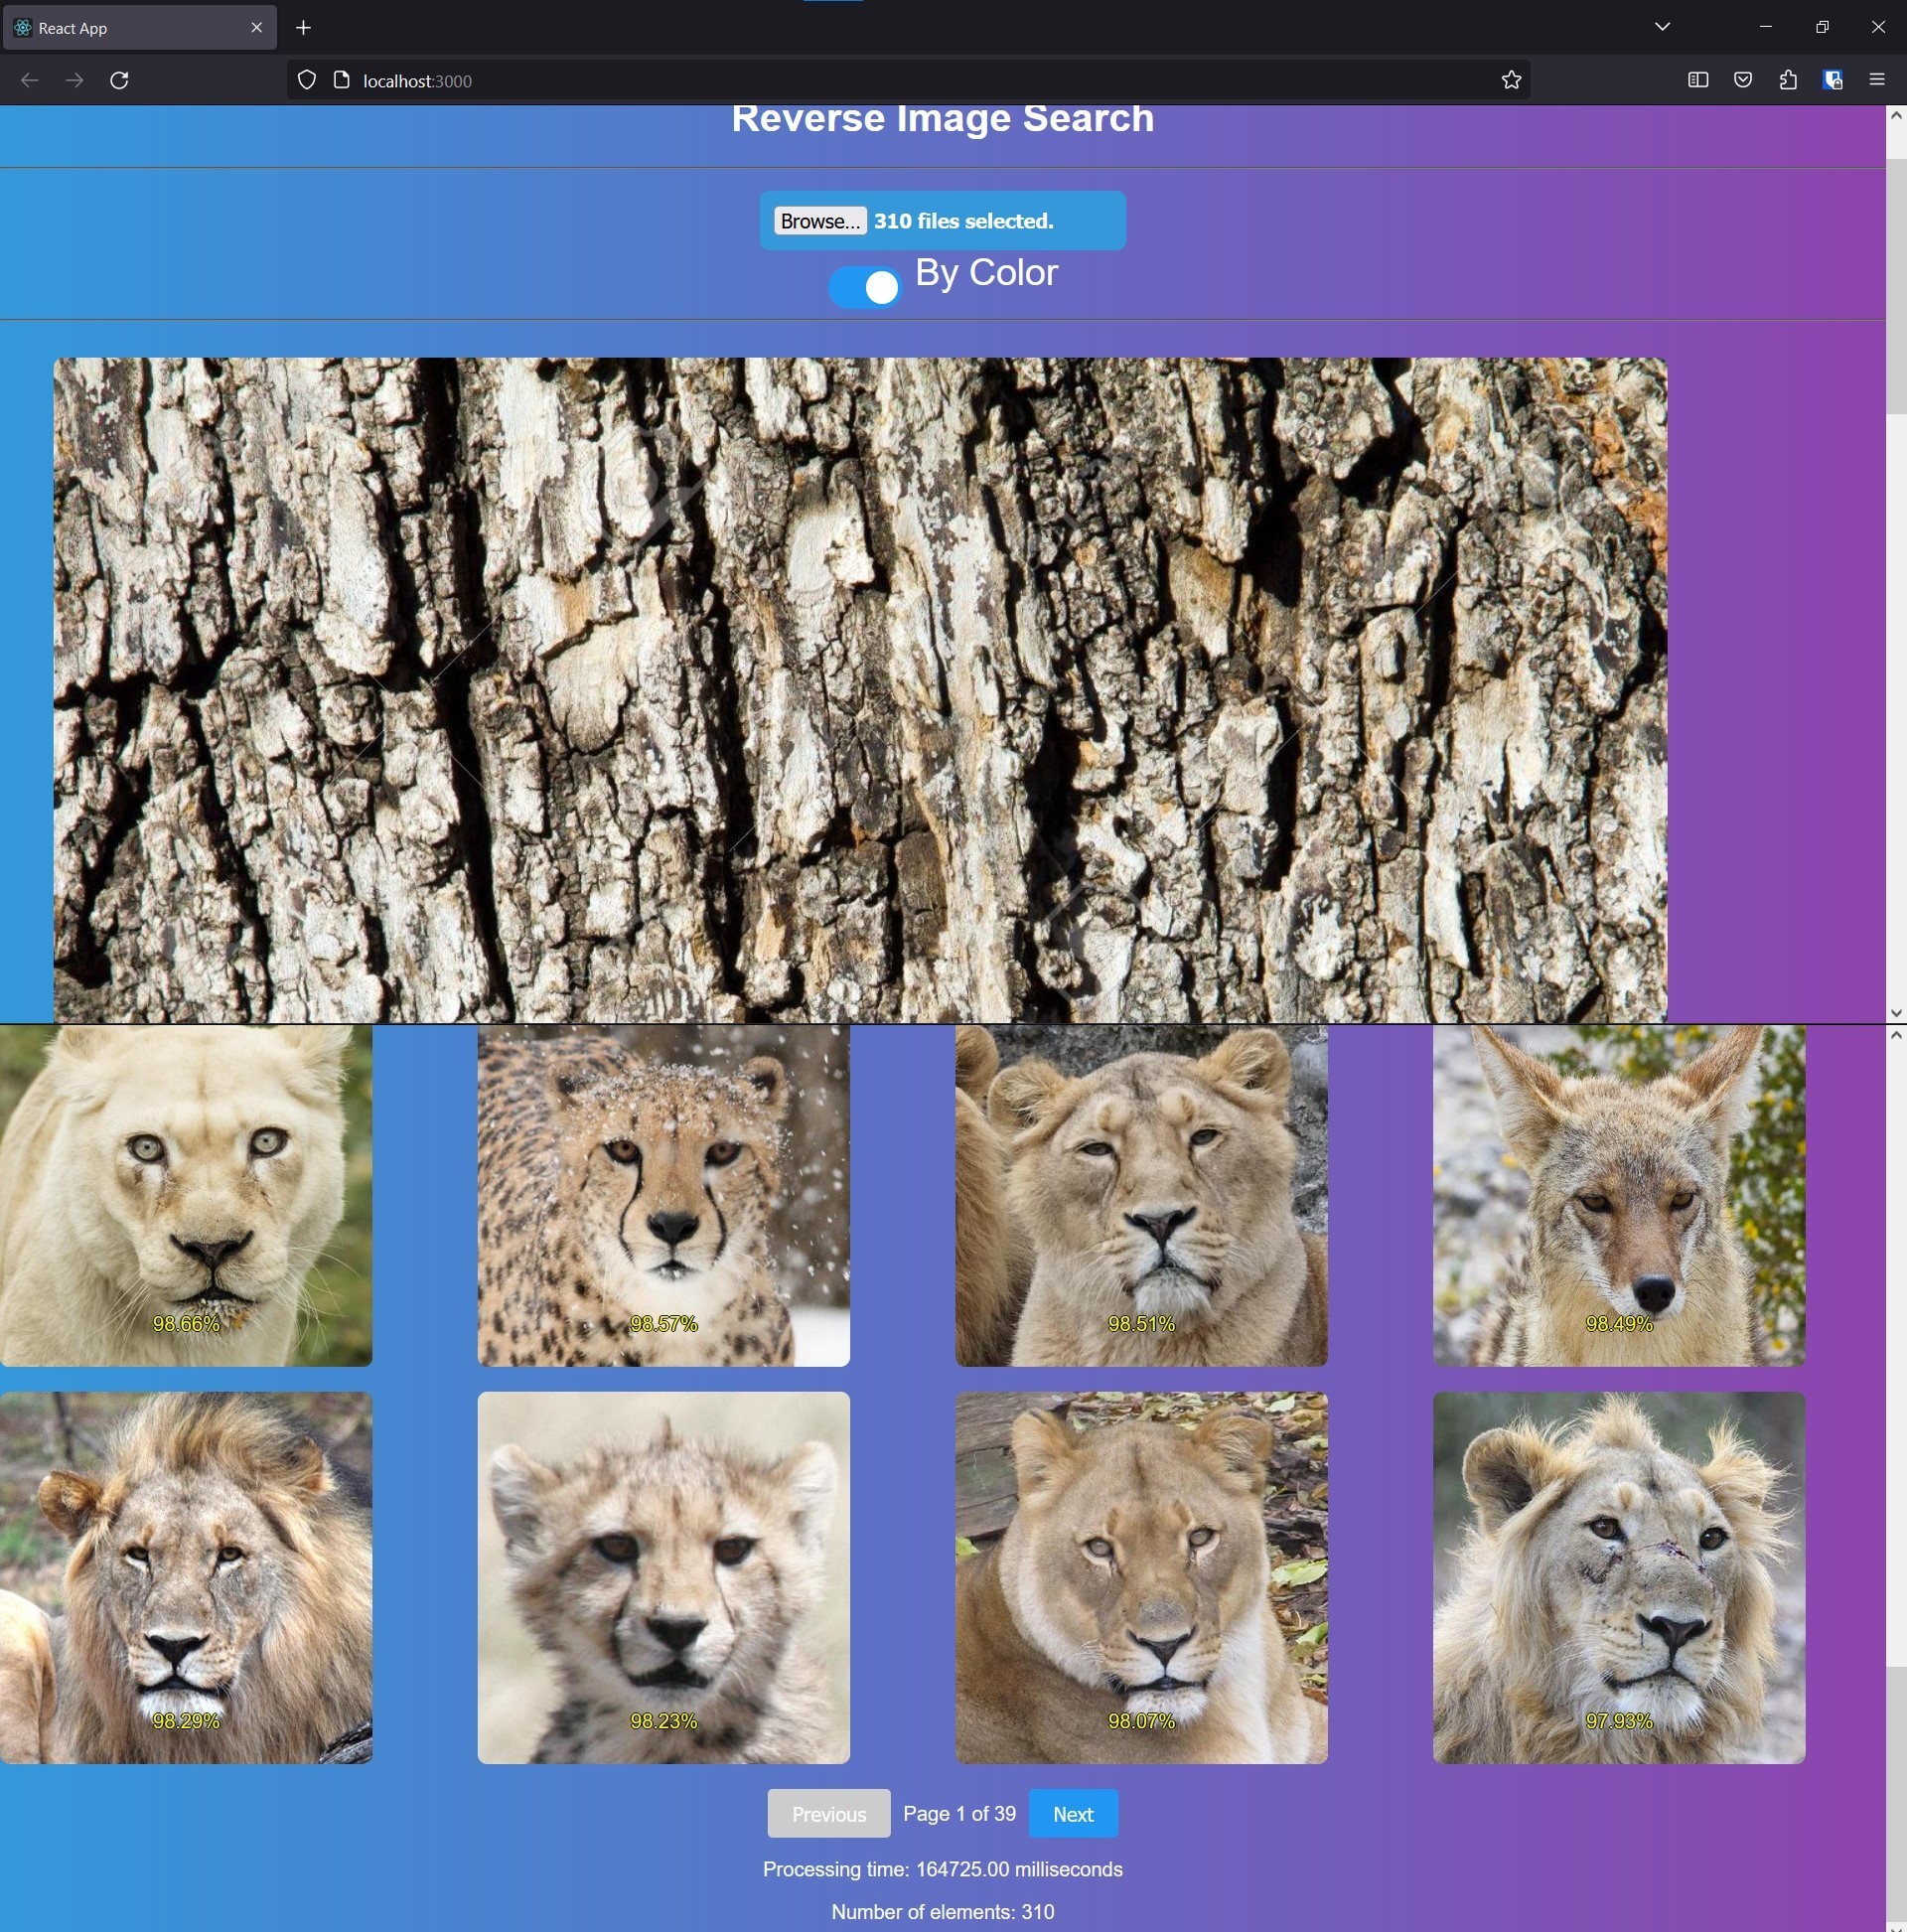 React App
localhost:3000
Reverse Image Search
Browse... 310 files selected.
By Color
98.66% 98.57% 98.51% 98.49%
98.29% 98.23% 98.07% 97.93%
Previous Page 1 of 39 Next
Processing time: 164725.00 milliseconds
Number of elements: 310